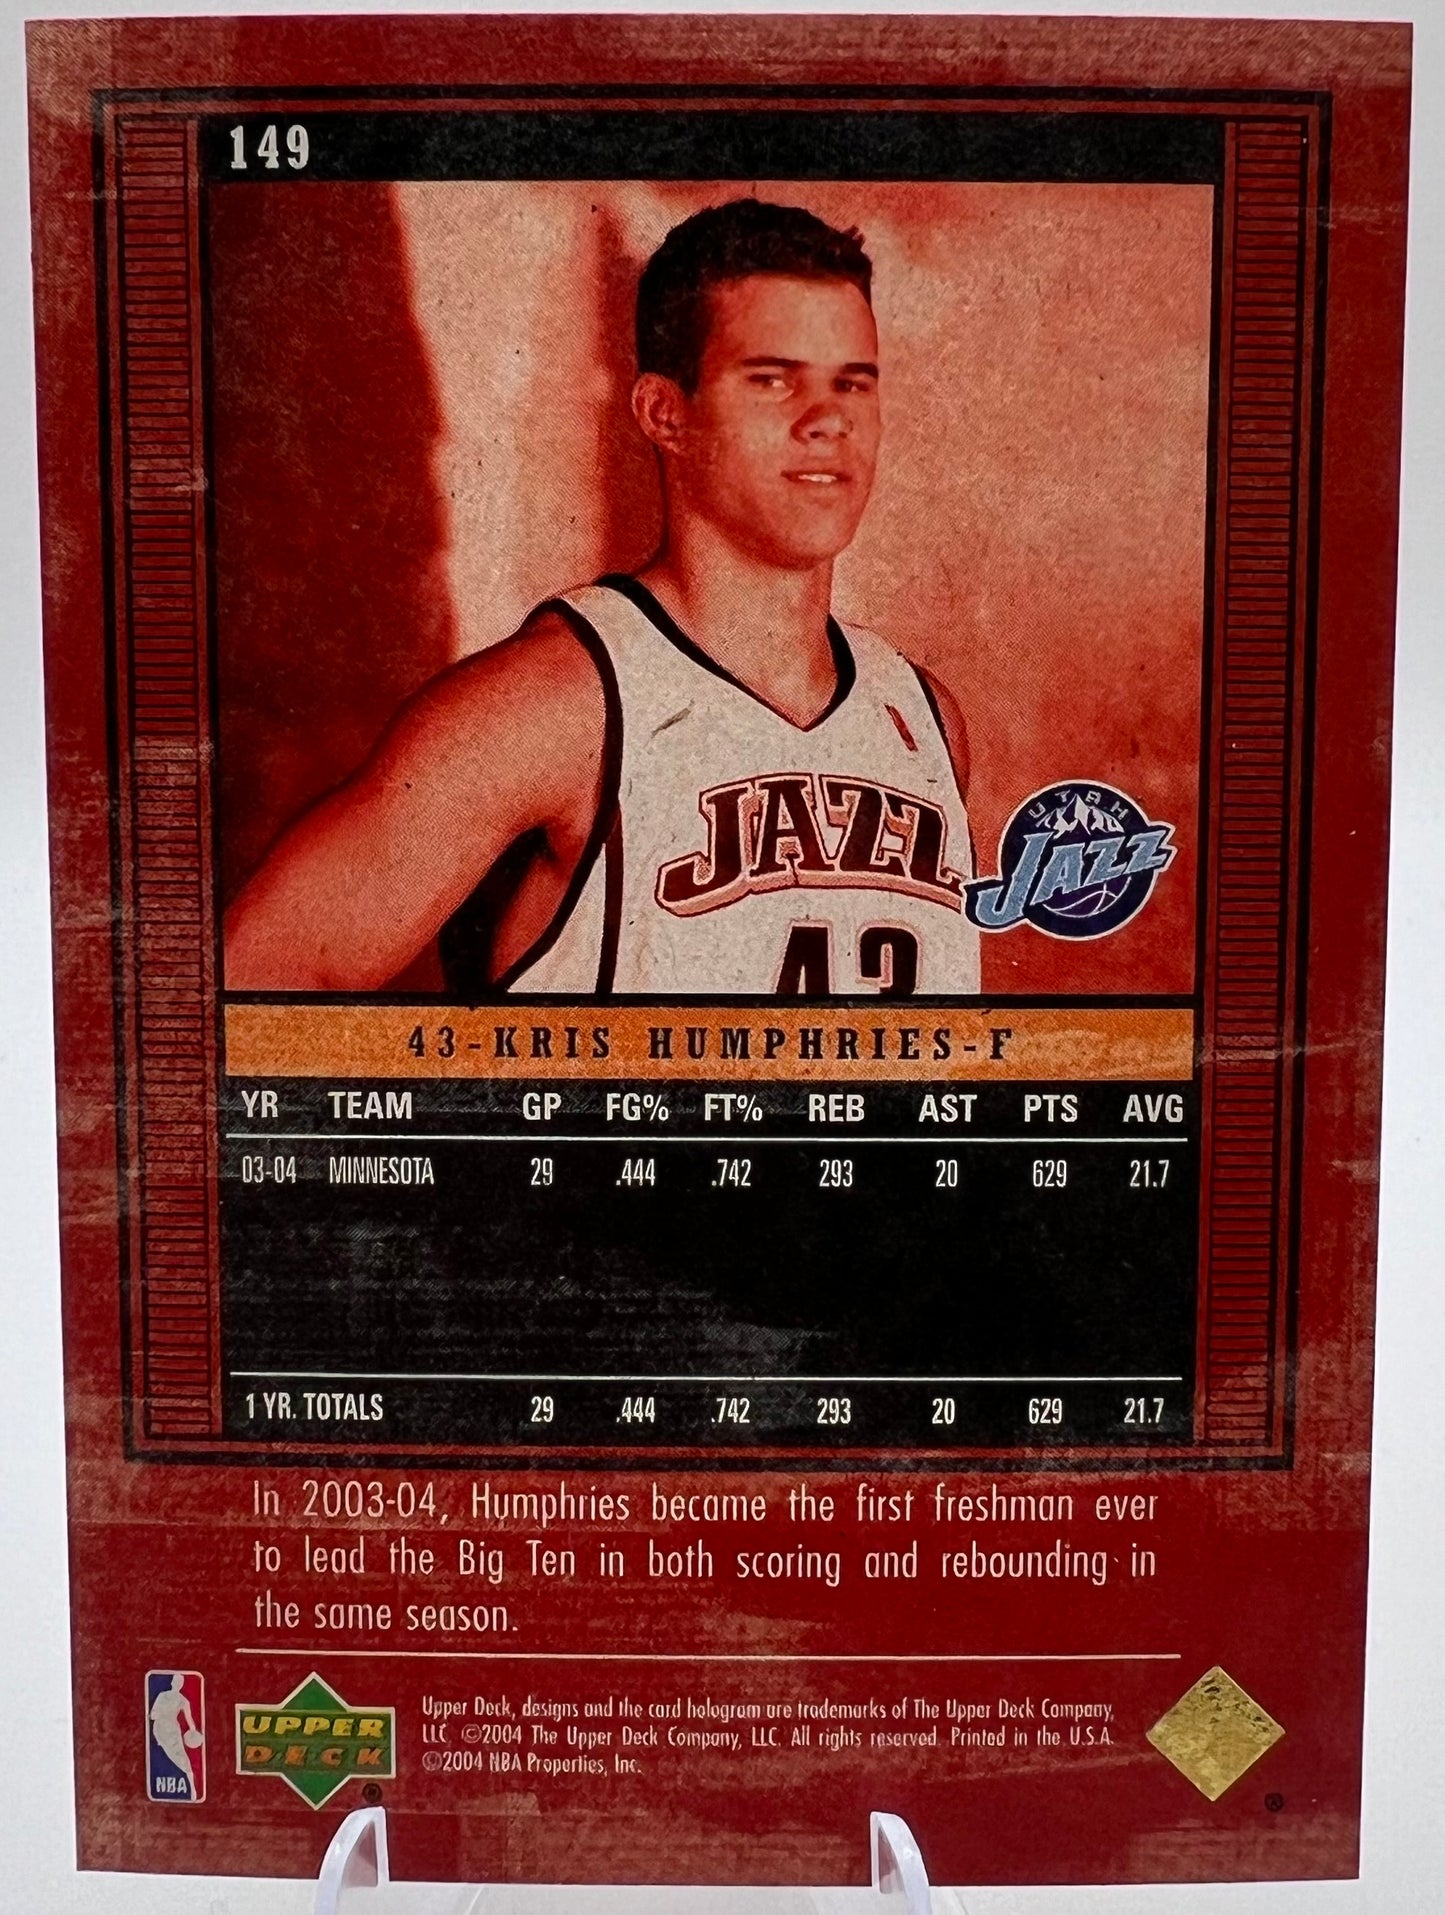 149
JAZZ
43
UTAH
JAZZ
43-KRIS HUMPHRIES-F
YR TEAM GP FG% FT% REB AST PTS AVG
03-04 MINNESOTA 29 .444 .742 293 20 629 21.7
1 YR. TOTALS 29 .444 .742 293 20 629 21.7
In 2003-04, Humphries became the first freshman ever
to lead the Big Ten in both scoring and rebounding in
the same season.
Upper Deck, designs and the card hologram are trademarks of The Upper Deck Company,
LLC. ©2004 The Upper Deck Company, LLC. All rights reserved. Printed in the U.S.A.
©2004 NBA Properties, Inc.
UPPER
DECK
®
NBA
®